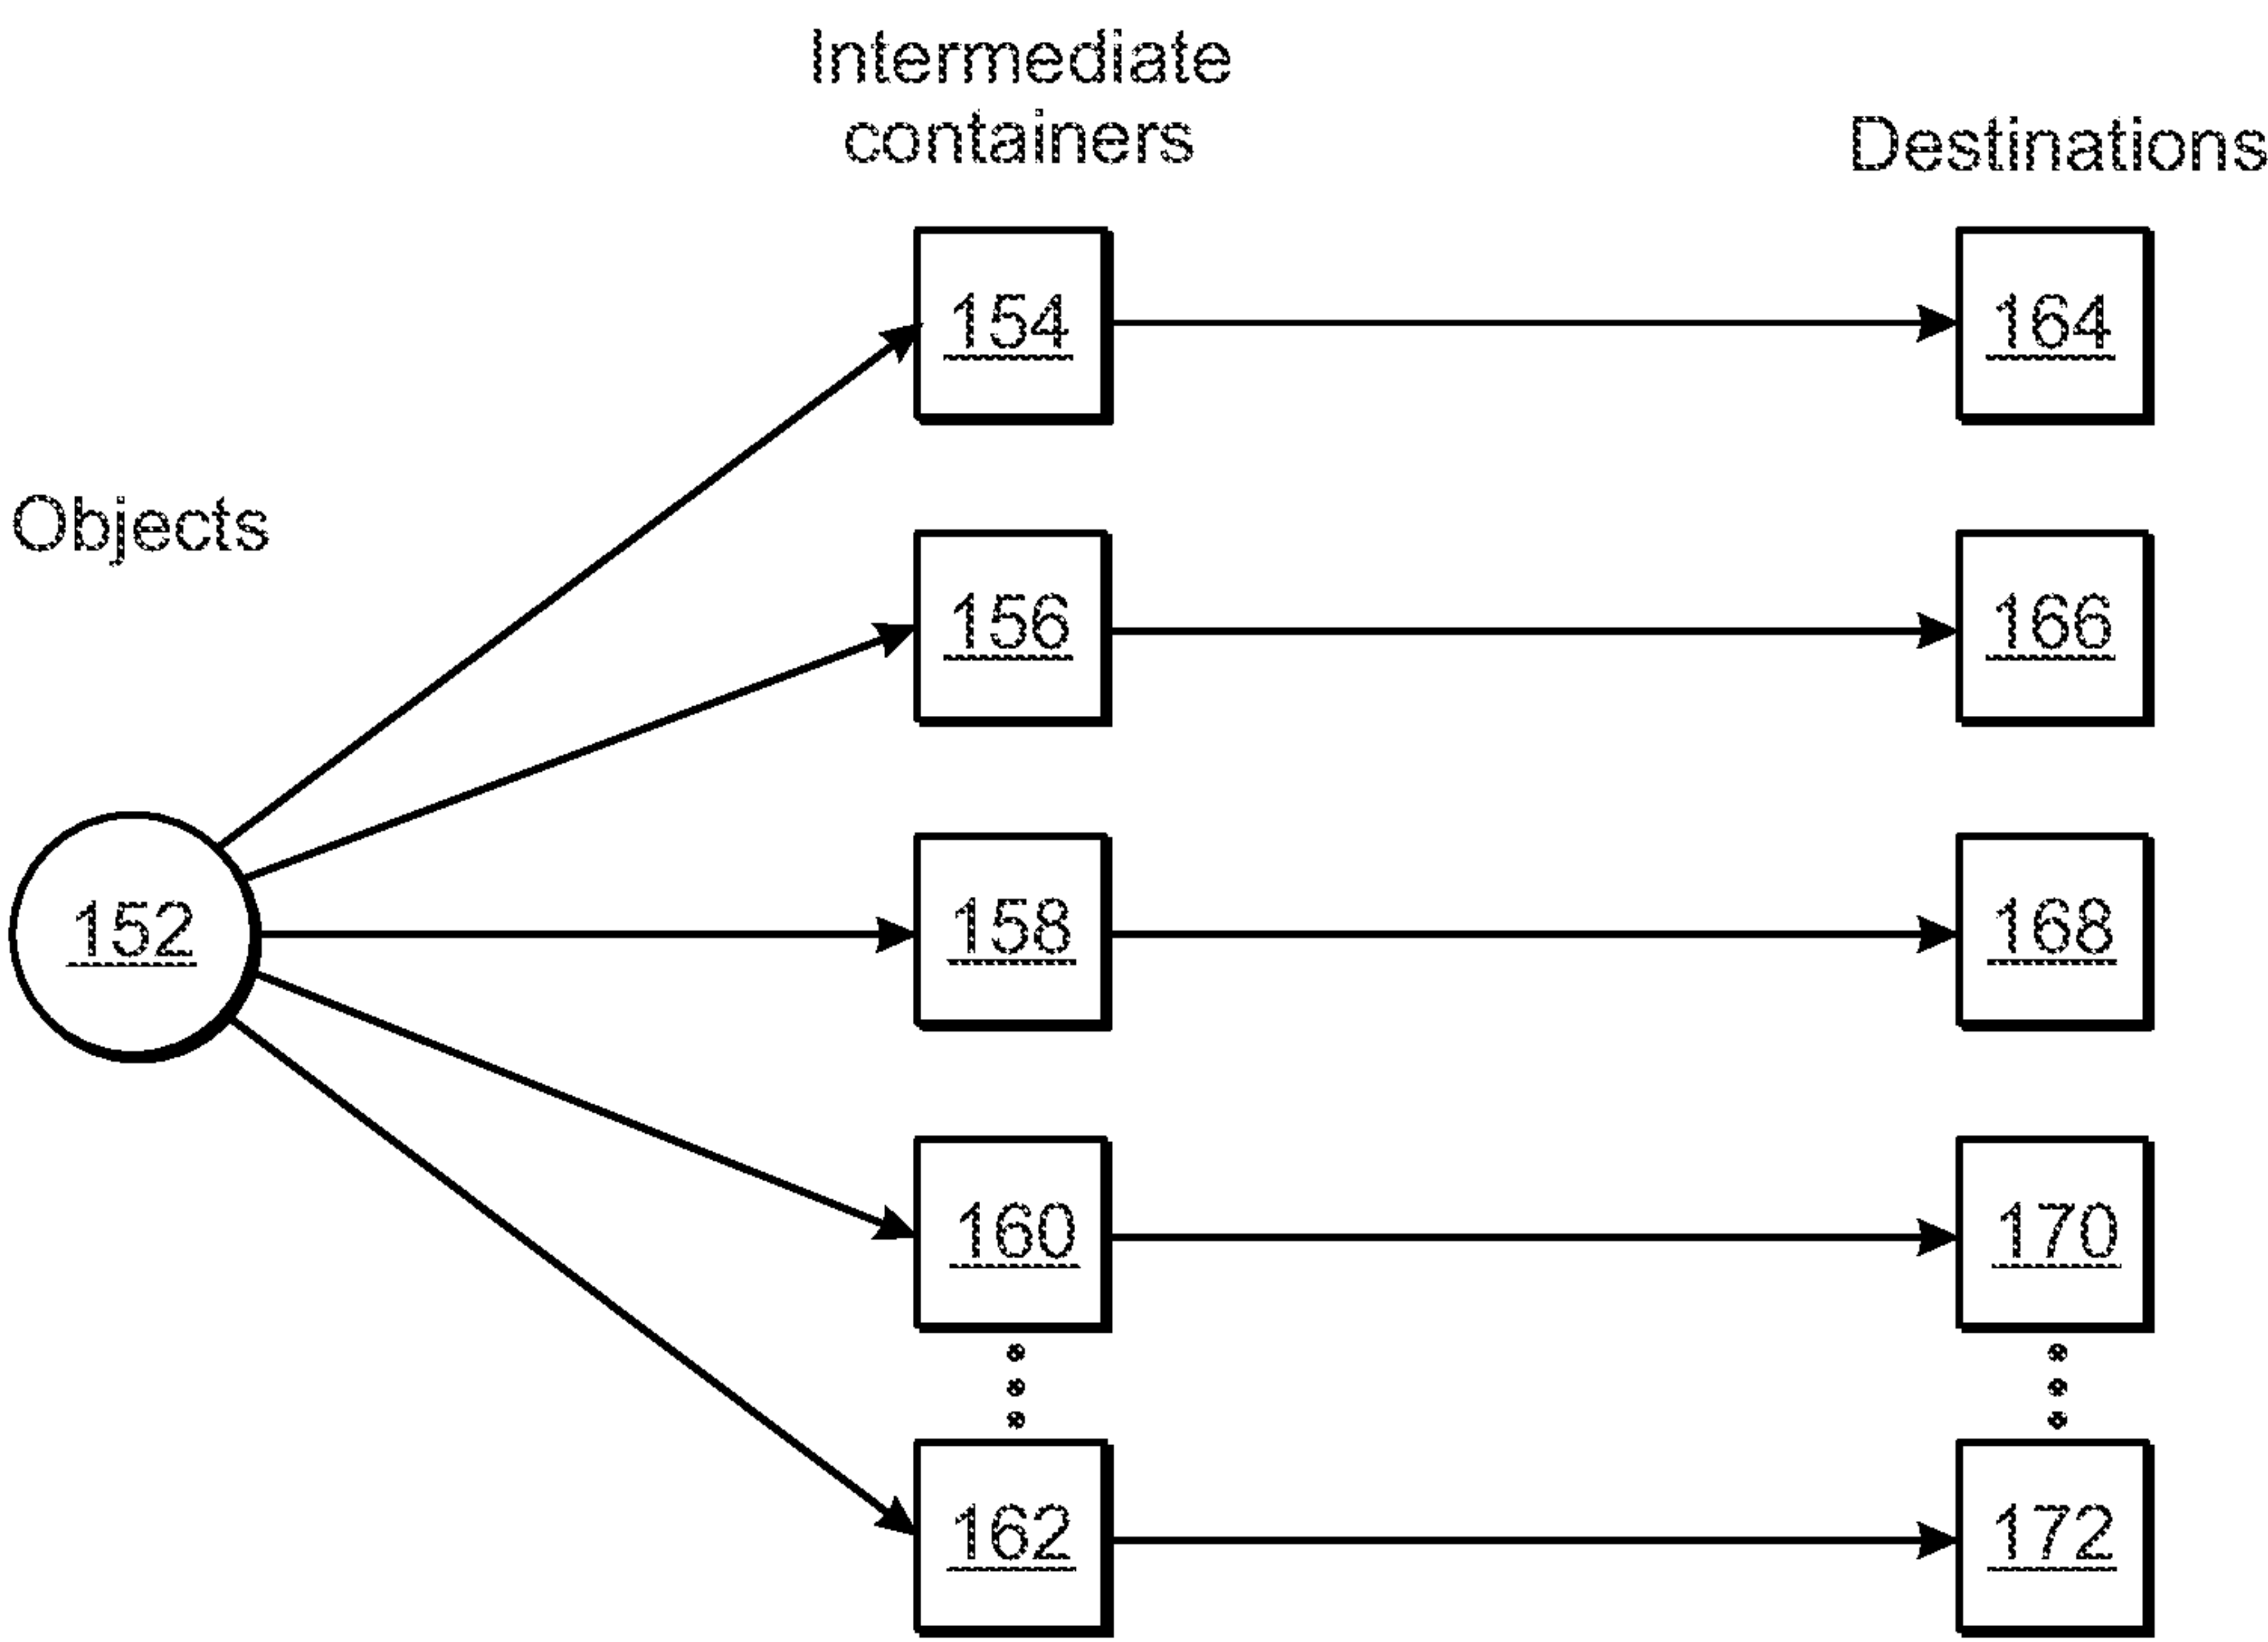 Intermediate
containers
Destinations
Objects
154
164
156
166
152
158
168
160
170
162
172